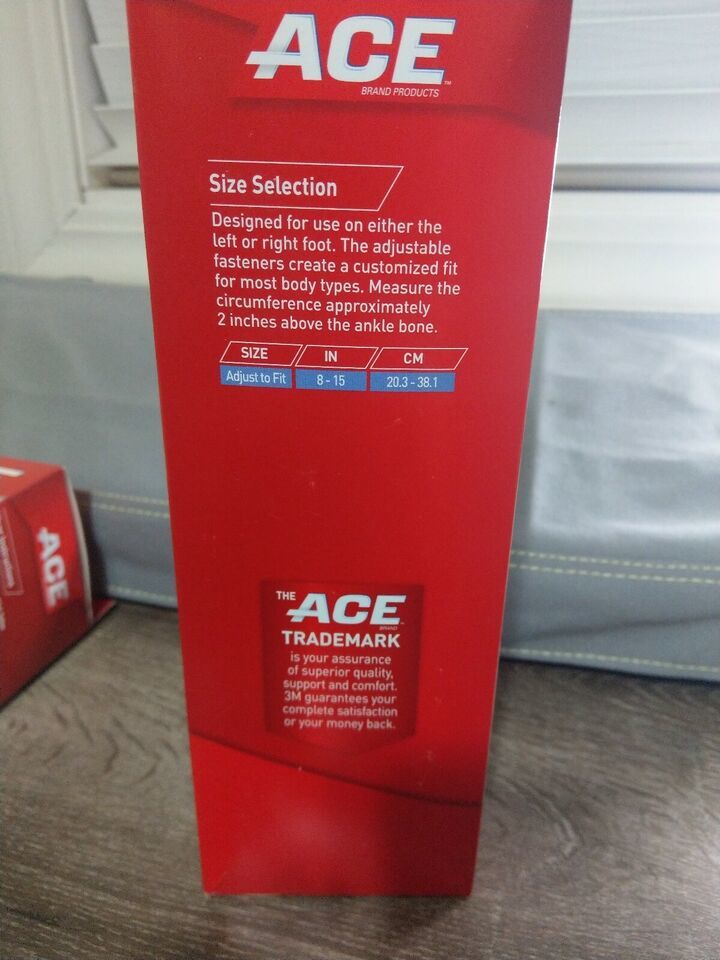 ACE
BRAND PRODUCTS
Size Selection
Designed for use on either the
left or right foot. The adjustable
fasteners create a customized fit
for most body types. Measure the
circumference approximately
2 inches above the ankle bone.
SIZE IN CM
Adjust to Fit 8 - 15 20.3 - 38.1
THE ACE
BRAND
TRADEMARK
is your assurance
of superior quality,
support and comfort.
3M guarantees your
complete satisfaction
or your money back.
ACE